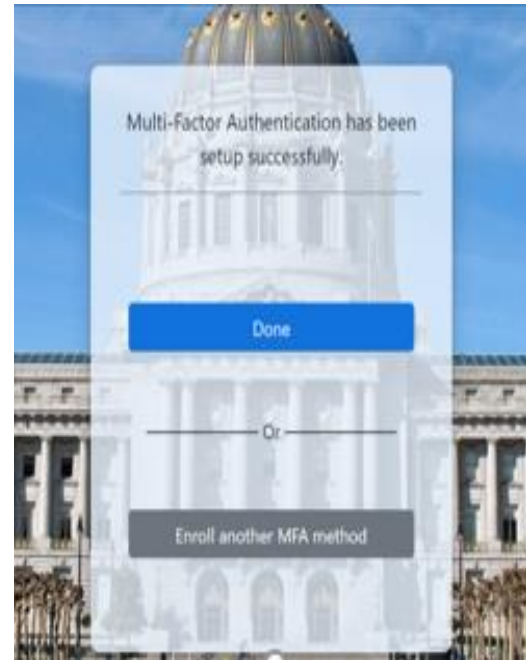 Multi-Factor Authentication has been
setup successfully.
Done
Or
Enroll another MFA method